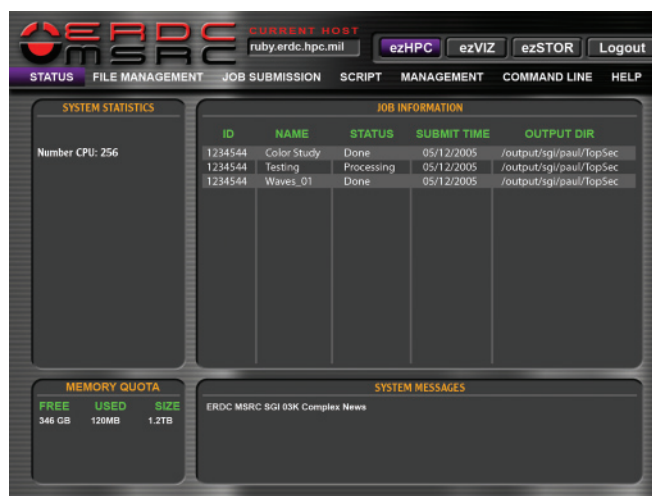 ERDC
MSRC
CURRENT HOST
ruby.erdc.hpc.mil
ezHPC ezVIZ ezSTOR Logout
STATUS FILE MANAGEMENT JOB SUBMISSION SCRIPT MANAGEMENT COMMAND LINE HELP
SYSTEM STATISTICS
Number CPU: 256
JOB INFORMATION
ID NAME STATUS SUBMIT TIME OUTPUT DIR
1234544 Color Study Done 05/12/2005 /output/sgi/paul/TopSec
1234544 Testing Processing 05/12/2005 /output/sgi/paul/TopSec
1234544 Waves_01 Done 05/12/2005 /output/sgi/paul/TopSec
MEMORY QUOTA
FREE USED SIZE
346 GB 120MB 1.2TB
SYSTEM MESSAGES
ERDC MSRC SGI 03K Complex News